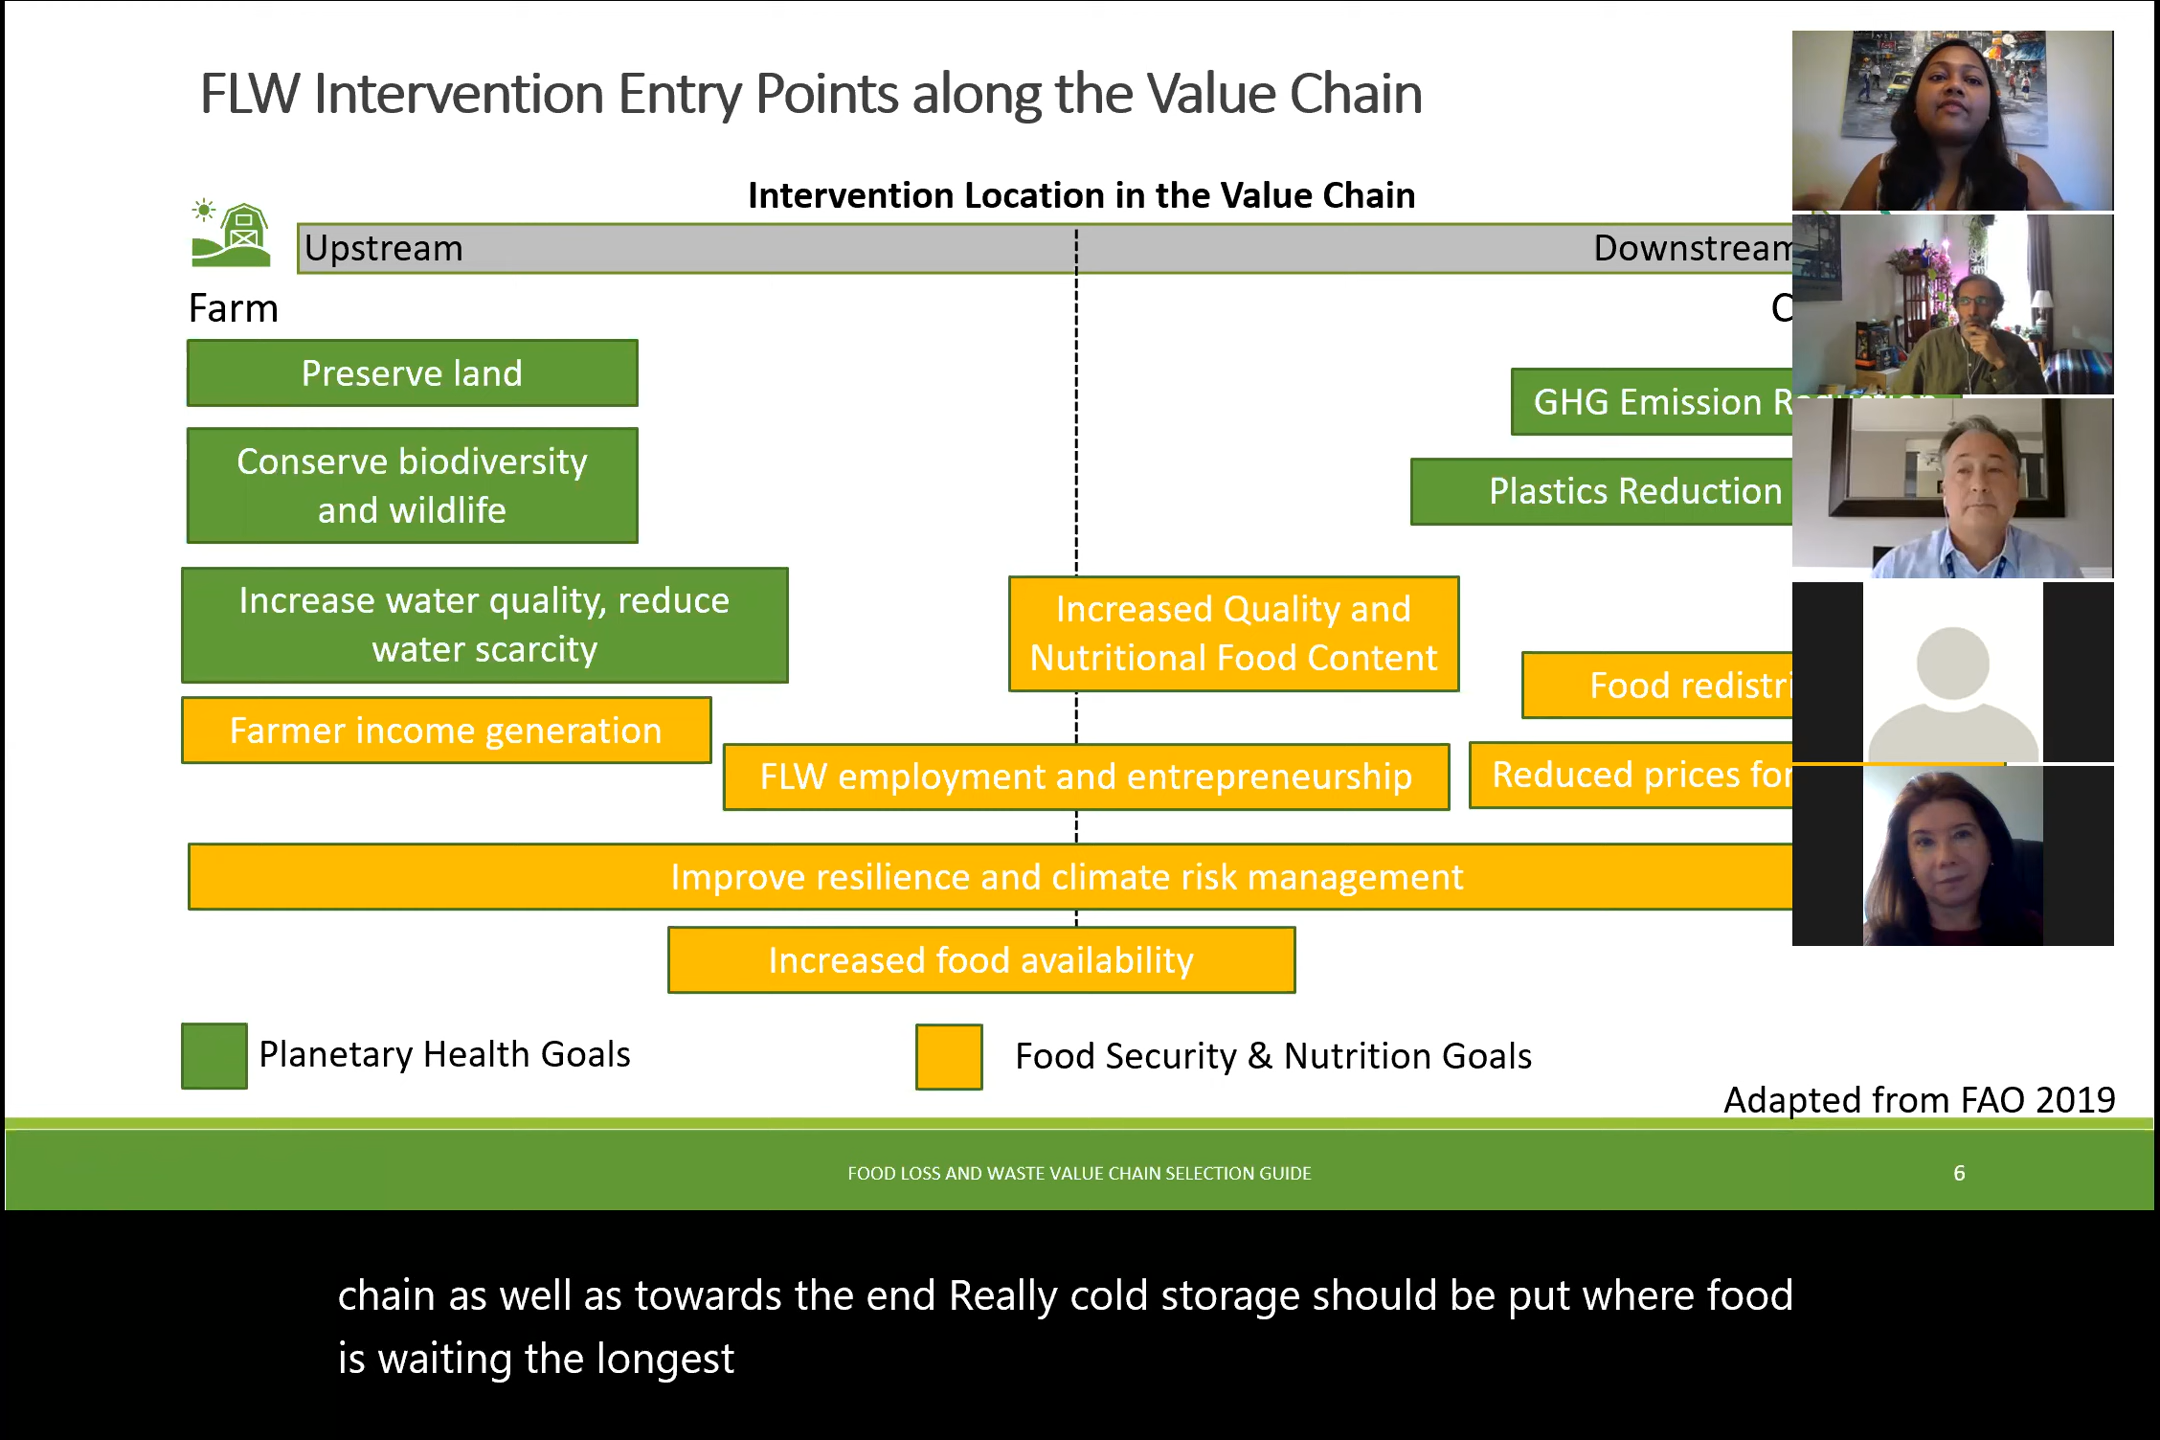 FLW Intervention Entry Points along the Value Chain
Intervention Location in the Value Chain
Upstream
Downstream
Farm
Preserve land
GHG Emission
Conserve biodiversity
and wildlife
Plastics Reduction
Increase water quality, reduce
water scarcity
Increased Quality and
Nutritional Food Content
Food
Farmer income generation
FLW employment and entrepreneurship
Reduced prices for
Improve resilience and climate risk management
Increased food availability
Planetary Health Goals
Food Security & Nutrition Goals
Adapted from FAO 2019
FOOD LOSS AND WASTE VALUE CHAIN SELECTION GUIDE
6
chain as well as towards the end Really cold storage should be put where food
is waiting the longest